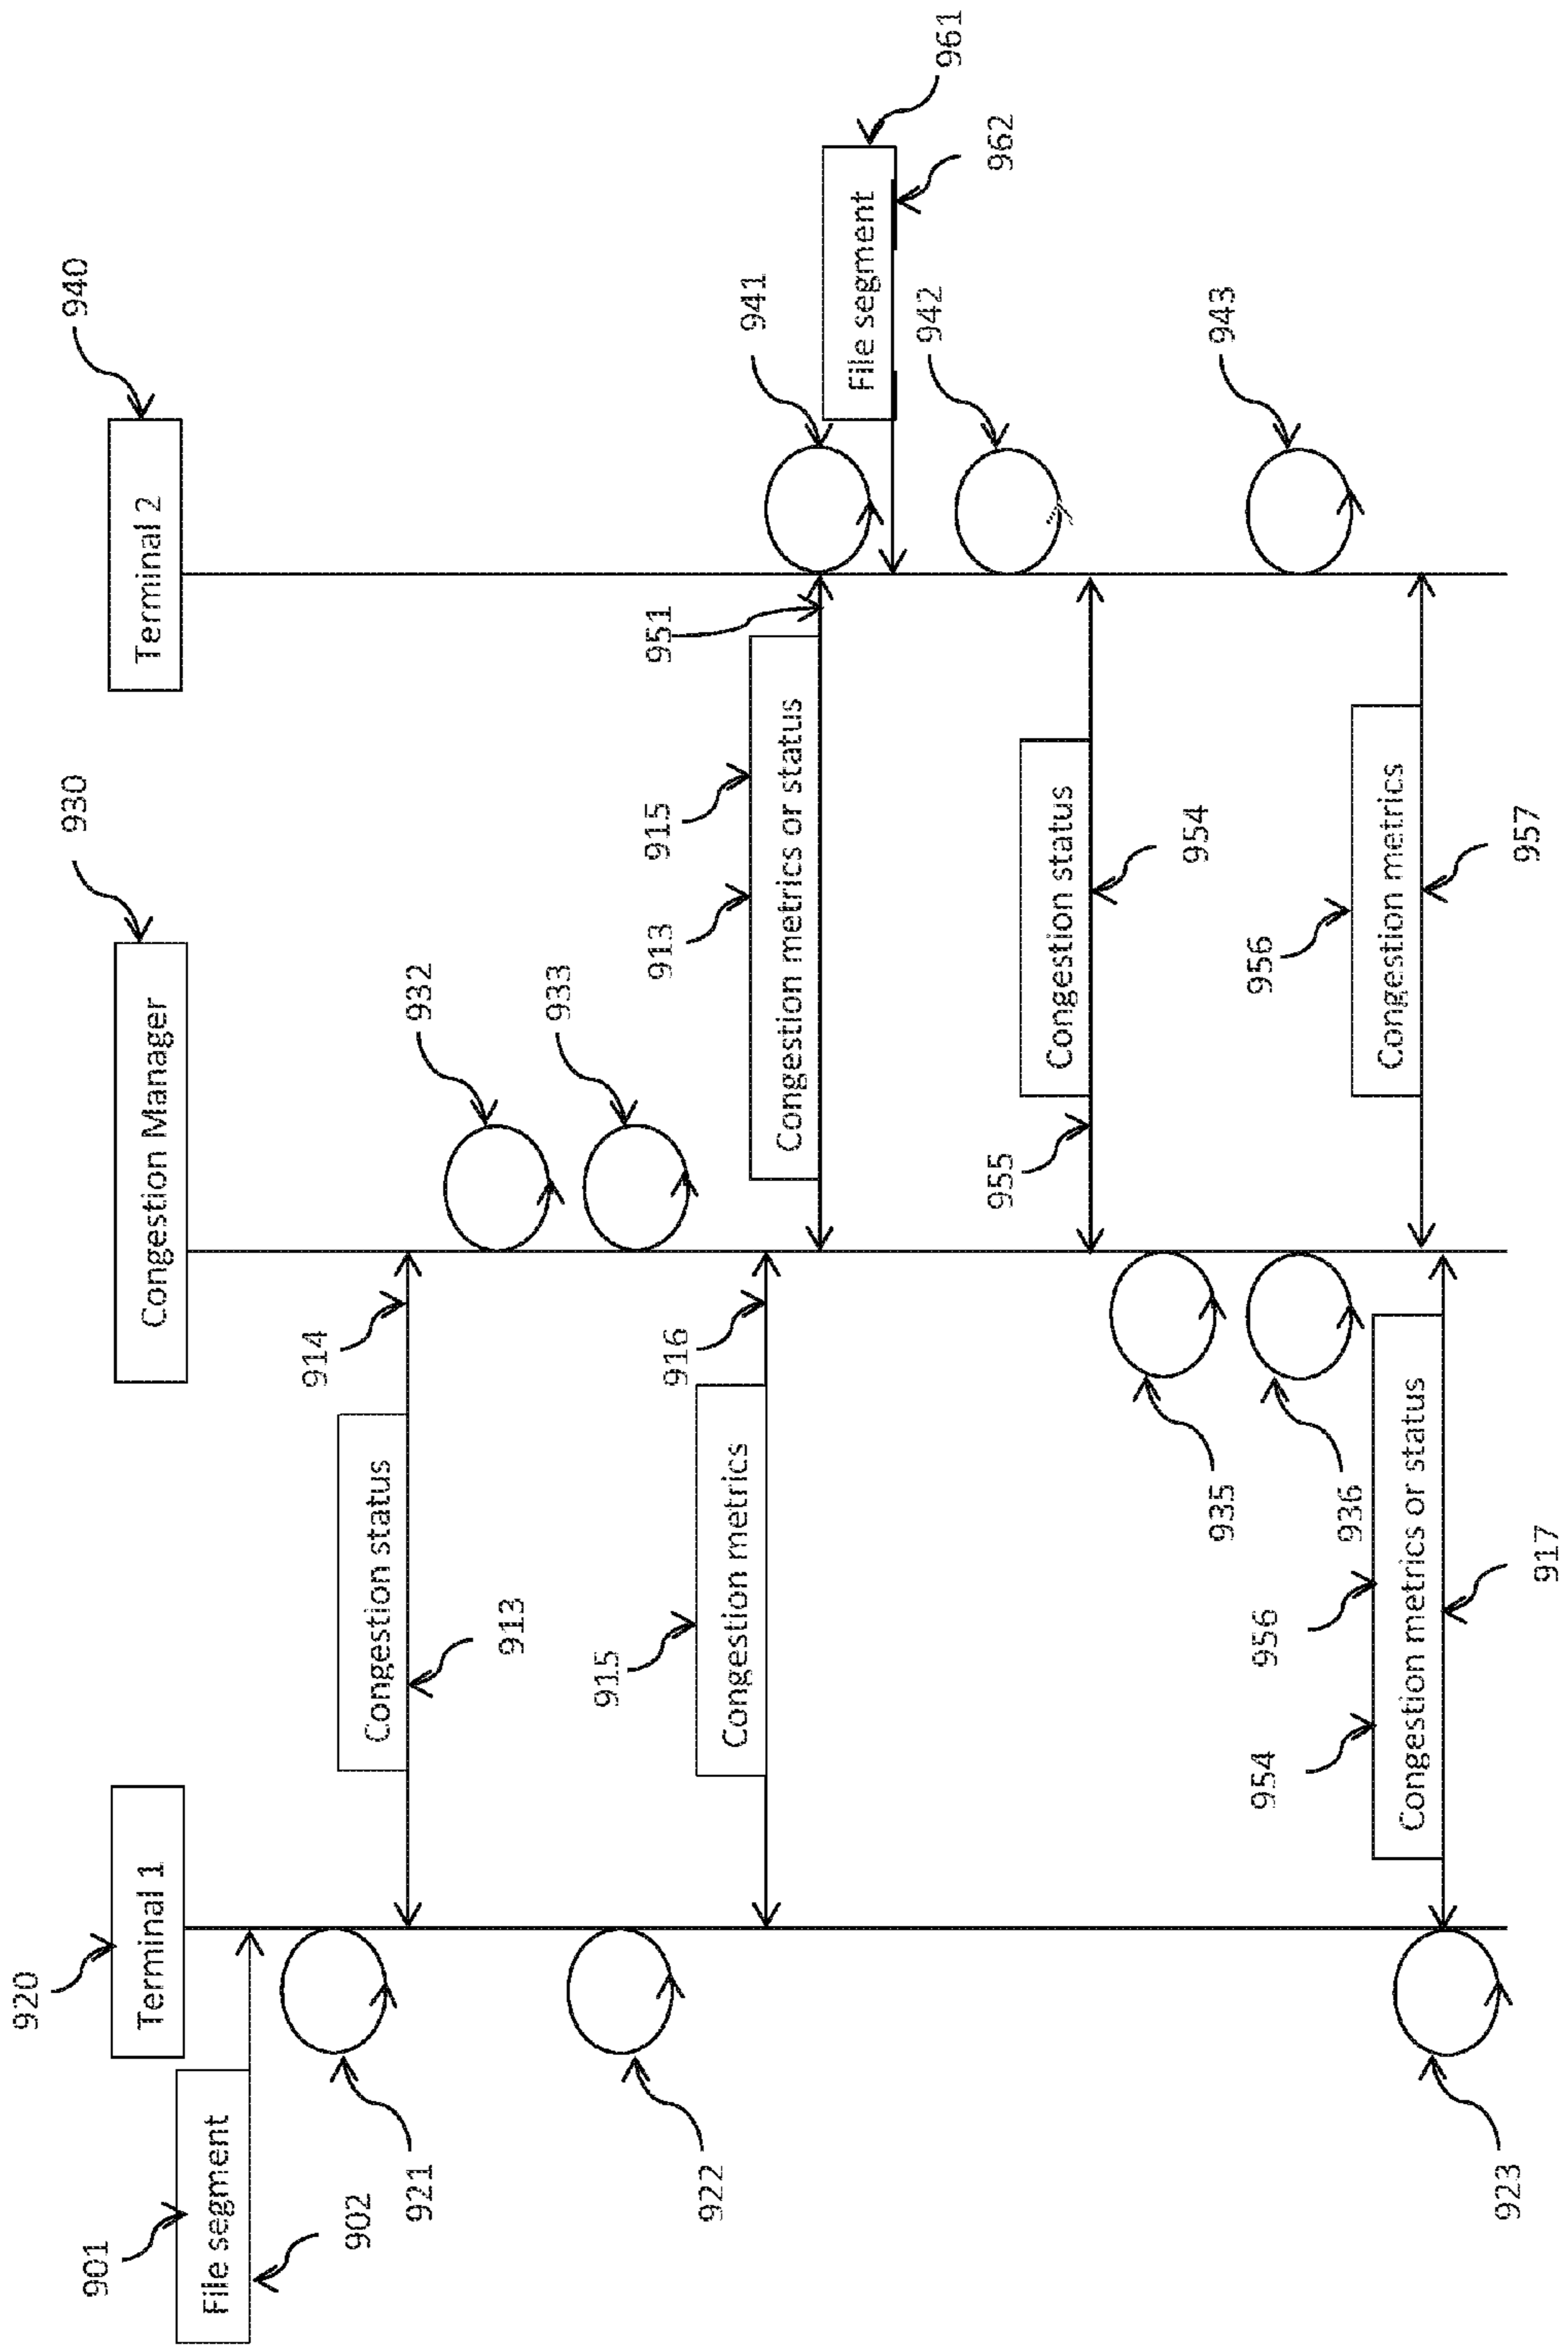 920
Terminal 1
930
Congestion Manager
940
Terminal 2
901
File segment
902
921
Congestion status
914
913
932
933
922
915
Congestion metrics
916
913
915
951
Congestion metrics or status
941
File segment
961
962
942
955
Congestion status
954
935
936
943
956
Congestion metrics
957
954
956
Congestion metrics or status
917
923